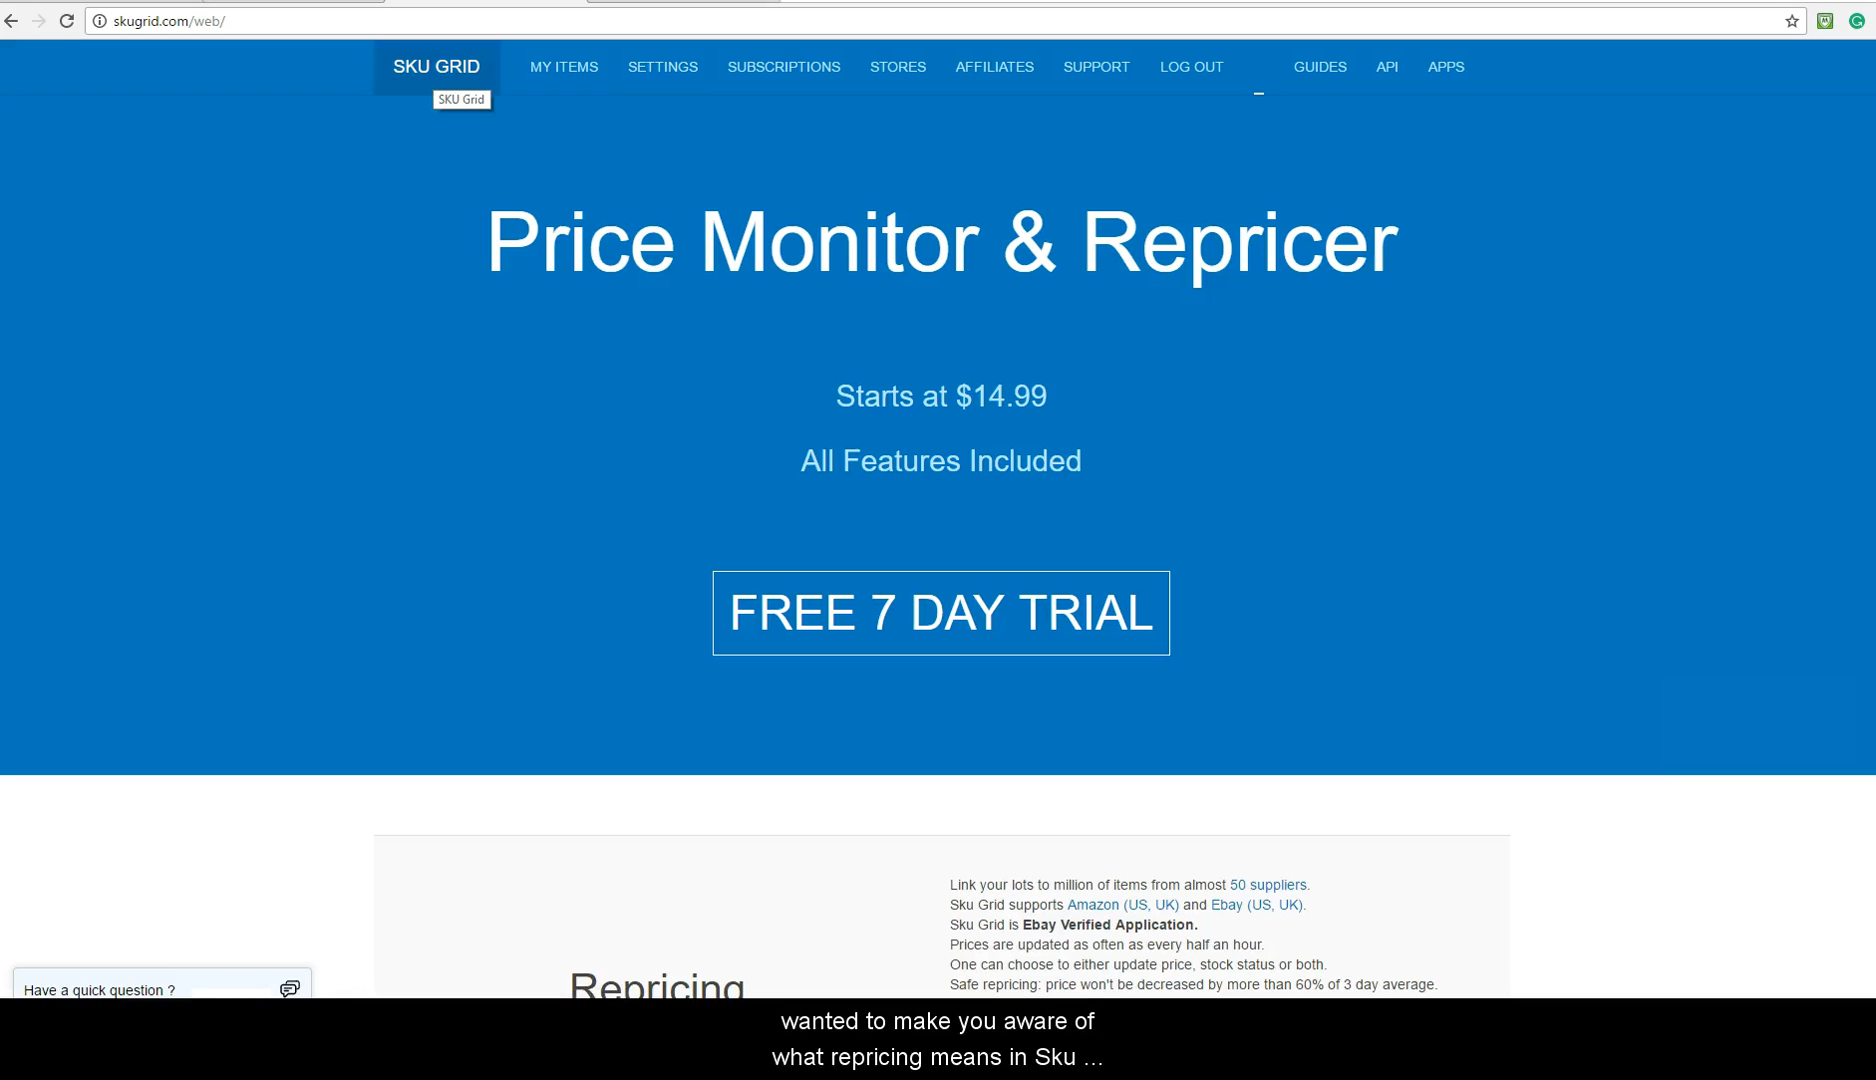 skugrid.com/web/
SKU GRID MY ITEMS SETTINGS SUBSCRIPTIONS STORES AFFILIATES SUPPORT LOG OUT GUIDES API APPS
SKU Grid
Price Monitor & Repricer
Starts at $14.99
All Features Included
FREE 7 DAY TRIAL
Link your lots to million of items from almost 50 suppliers.
Sku Grid supports Amazon (US, UK) and Ebay (US, UK).
Sku Grid is Ebay Verified Application.
Prices are updated as often as every half an hour.
One can choose to either update price, stock status or both.
Safe repricing: price won't be decreased by more than 60% of 3 day average.
Repricing
Have a quick question ?
wanted to make you aware of
what repricing means in Sku ...